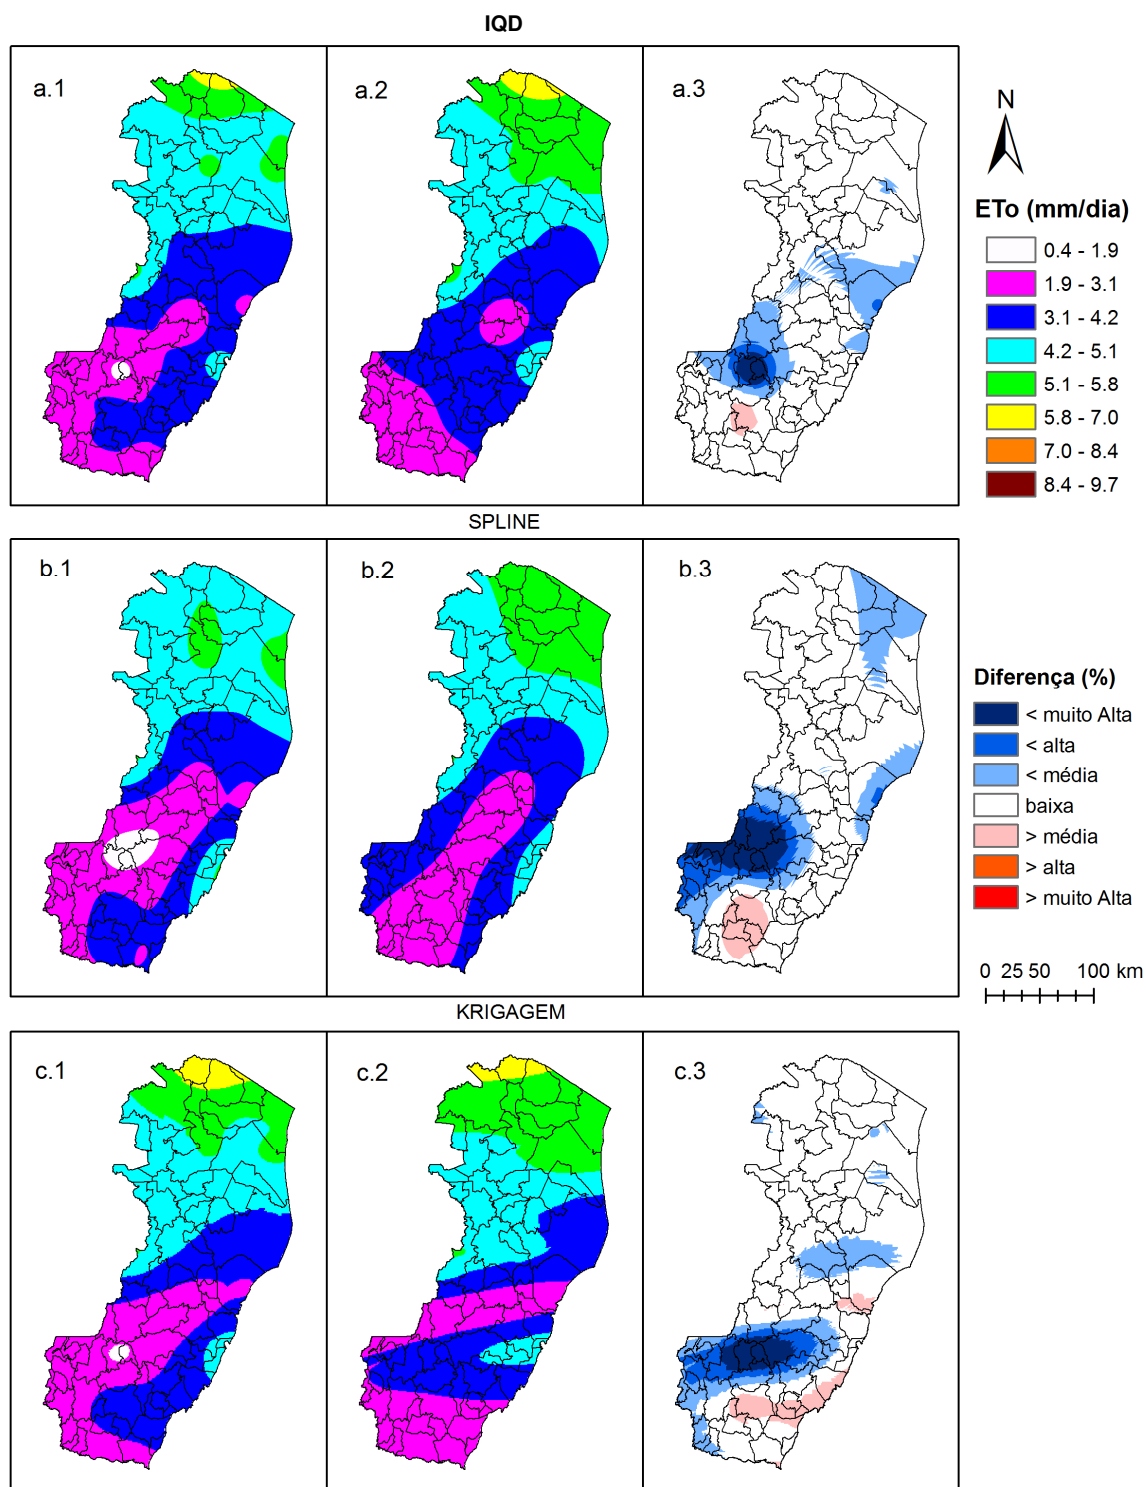 IQD
a.1
a.2
a.3
N
ETo (mm/dia)
0.4 - 1.9
1.9 - 3.1
3.1 - 4.2
4.2 - 5.1
5.1 - 5.8
5.8 - 7.0
7.0 - 8.4
8.4 - 9.7
SPLINE
b.1
b.2
b.3
Diferença (%)
< muito Alta
< alta
< média
baixa
> média
> alta
> muito Alta
0 25 50 100 km
KRIGAGEM
c.1
c.2
c.3